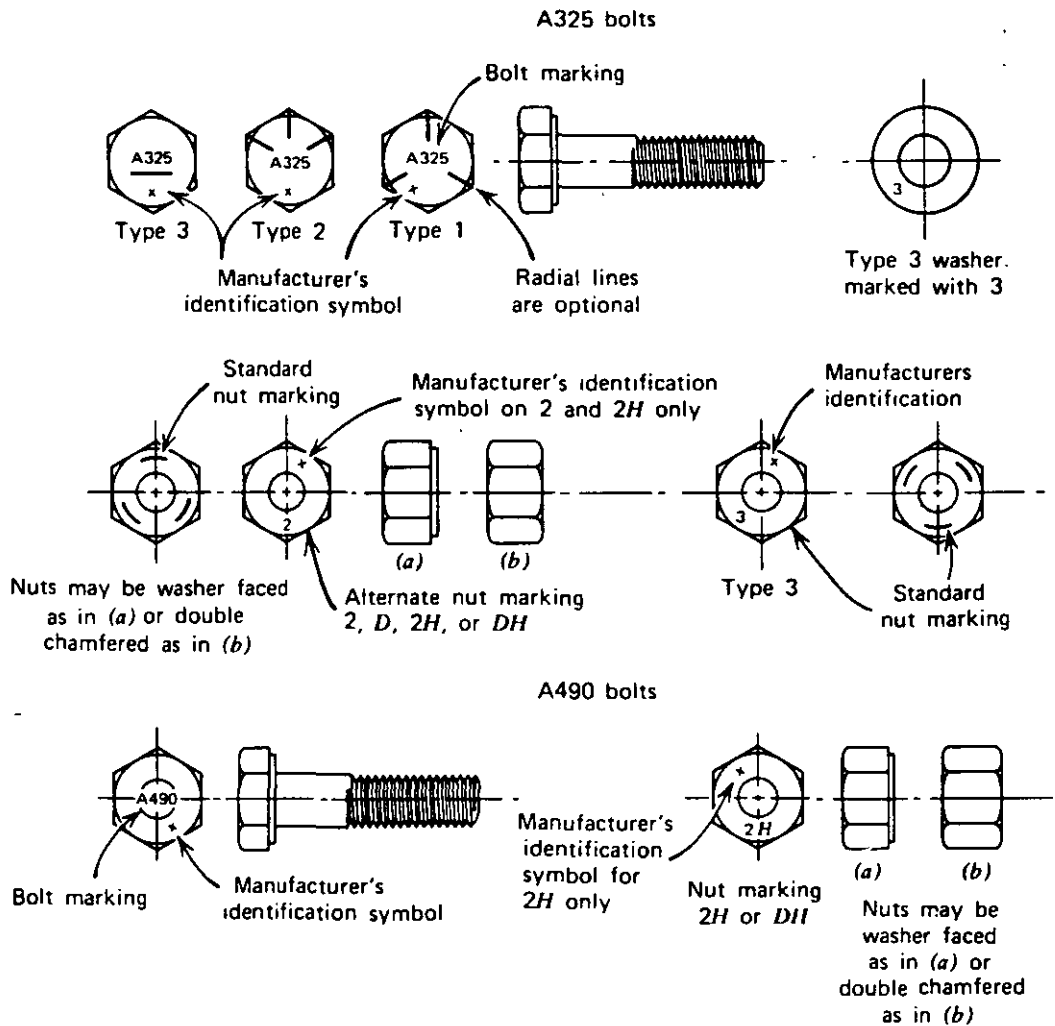 A325 bolts
Bolt marking
A325
x
A325
x
A325
x
3
Type 3
Type 2
Type 1
Manufacturer's
identification symbol
Radial lines
are optional
Type 3 washer.
marked with 3
Standard
nut marking
Manufacturer's identification
symbol on 2 and 2H only
Manufacturers
identification
x
2
x
3
(a)
(b)
Type 3
Nuts may be washer faced
as in (a) or double
chamfered as in (b)
Alternate nut marking
2, D, 2H, or DH
Standard
nut marking
A490 bolts
A490
x
x
2H
Bolt marking
Manufacturer's
identification symbol
Manufacturer's
identification
symbol for
2H only
Nut marking
2H or DH
(a)
(b)
Nuts may be
washer faced
as in (a) or
double chamfered
as in (b)